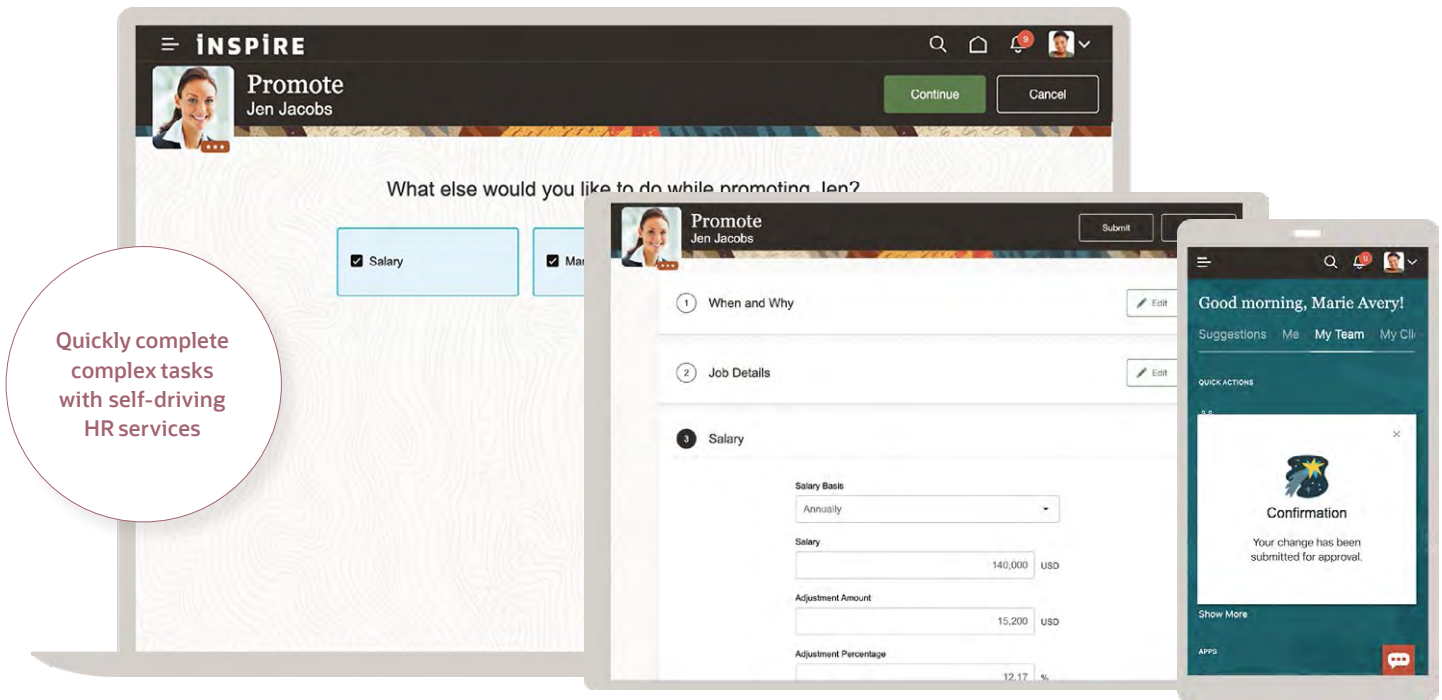 iNSPiRE
9
Promote
Jen Jacobs
Continue
Cancel
What else would you like to do while promoting Jen?
Salary
Quickly complete
complex tasks
with self-driving
HR services
Promote
Jen Jacobs
Submit
1 When and Why
Edit
2 Job Details
Edit
3 Salary
Salary Basis
Annually
Salary
140,000 USD
Adjustment Amount
15,200 USD
Adjustment Percentage
12.17 %
9
Good morning, Marie Avery!
Suggestions Me My Team My Cli
QUICK ACTIONS
Confirmation
Your change has been
submitted for approval.
Show More
APPS